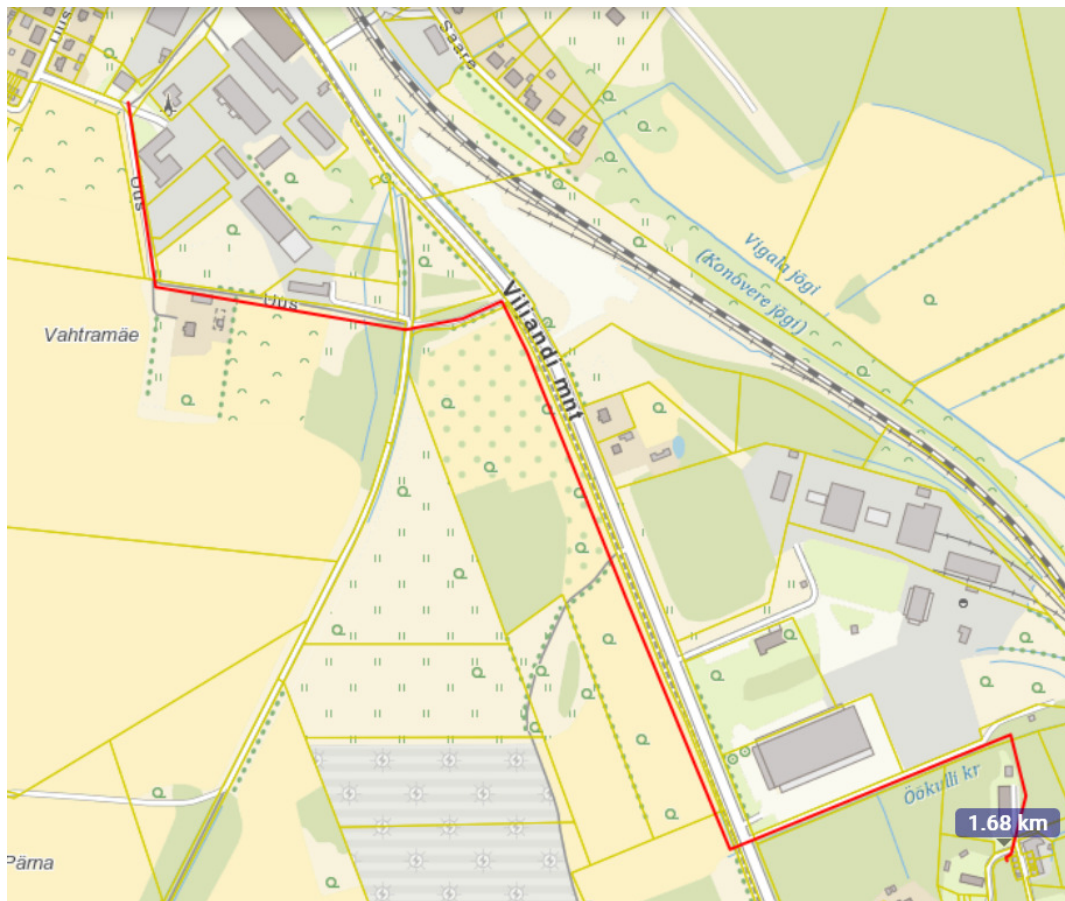 Uus
Saare
Uus
Uus
Vahtramäe
Viljandi mnt
Vigala jõgi
(Konovere jõgi)
Öökulli kr
1.68 km
Pärna